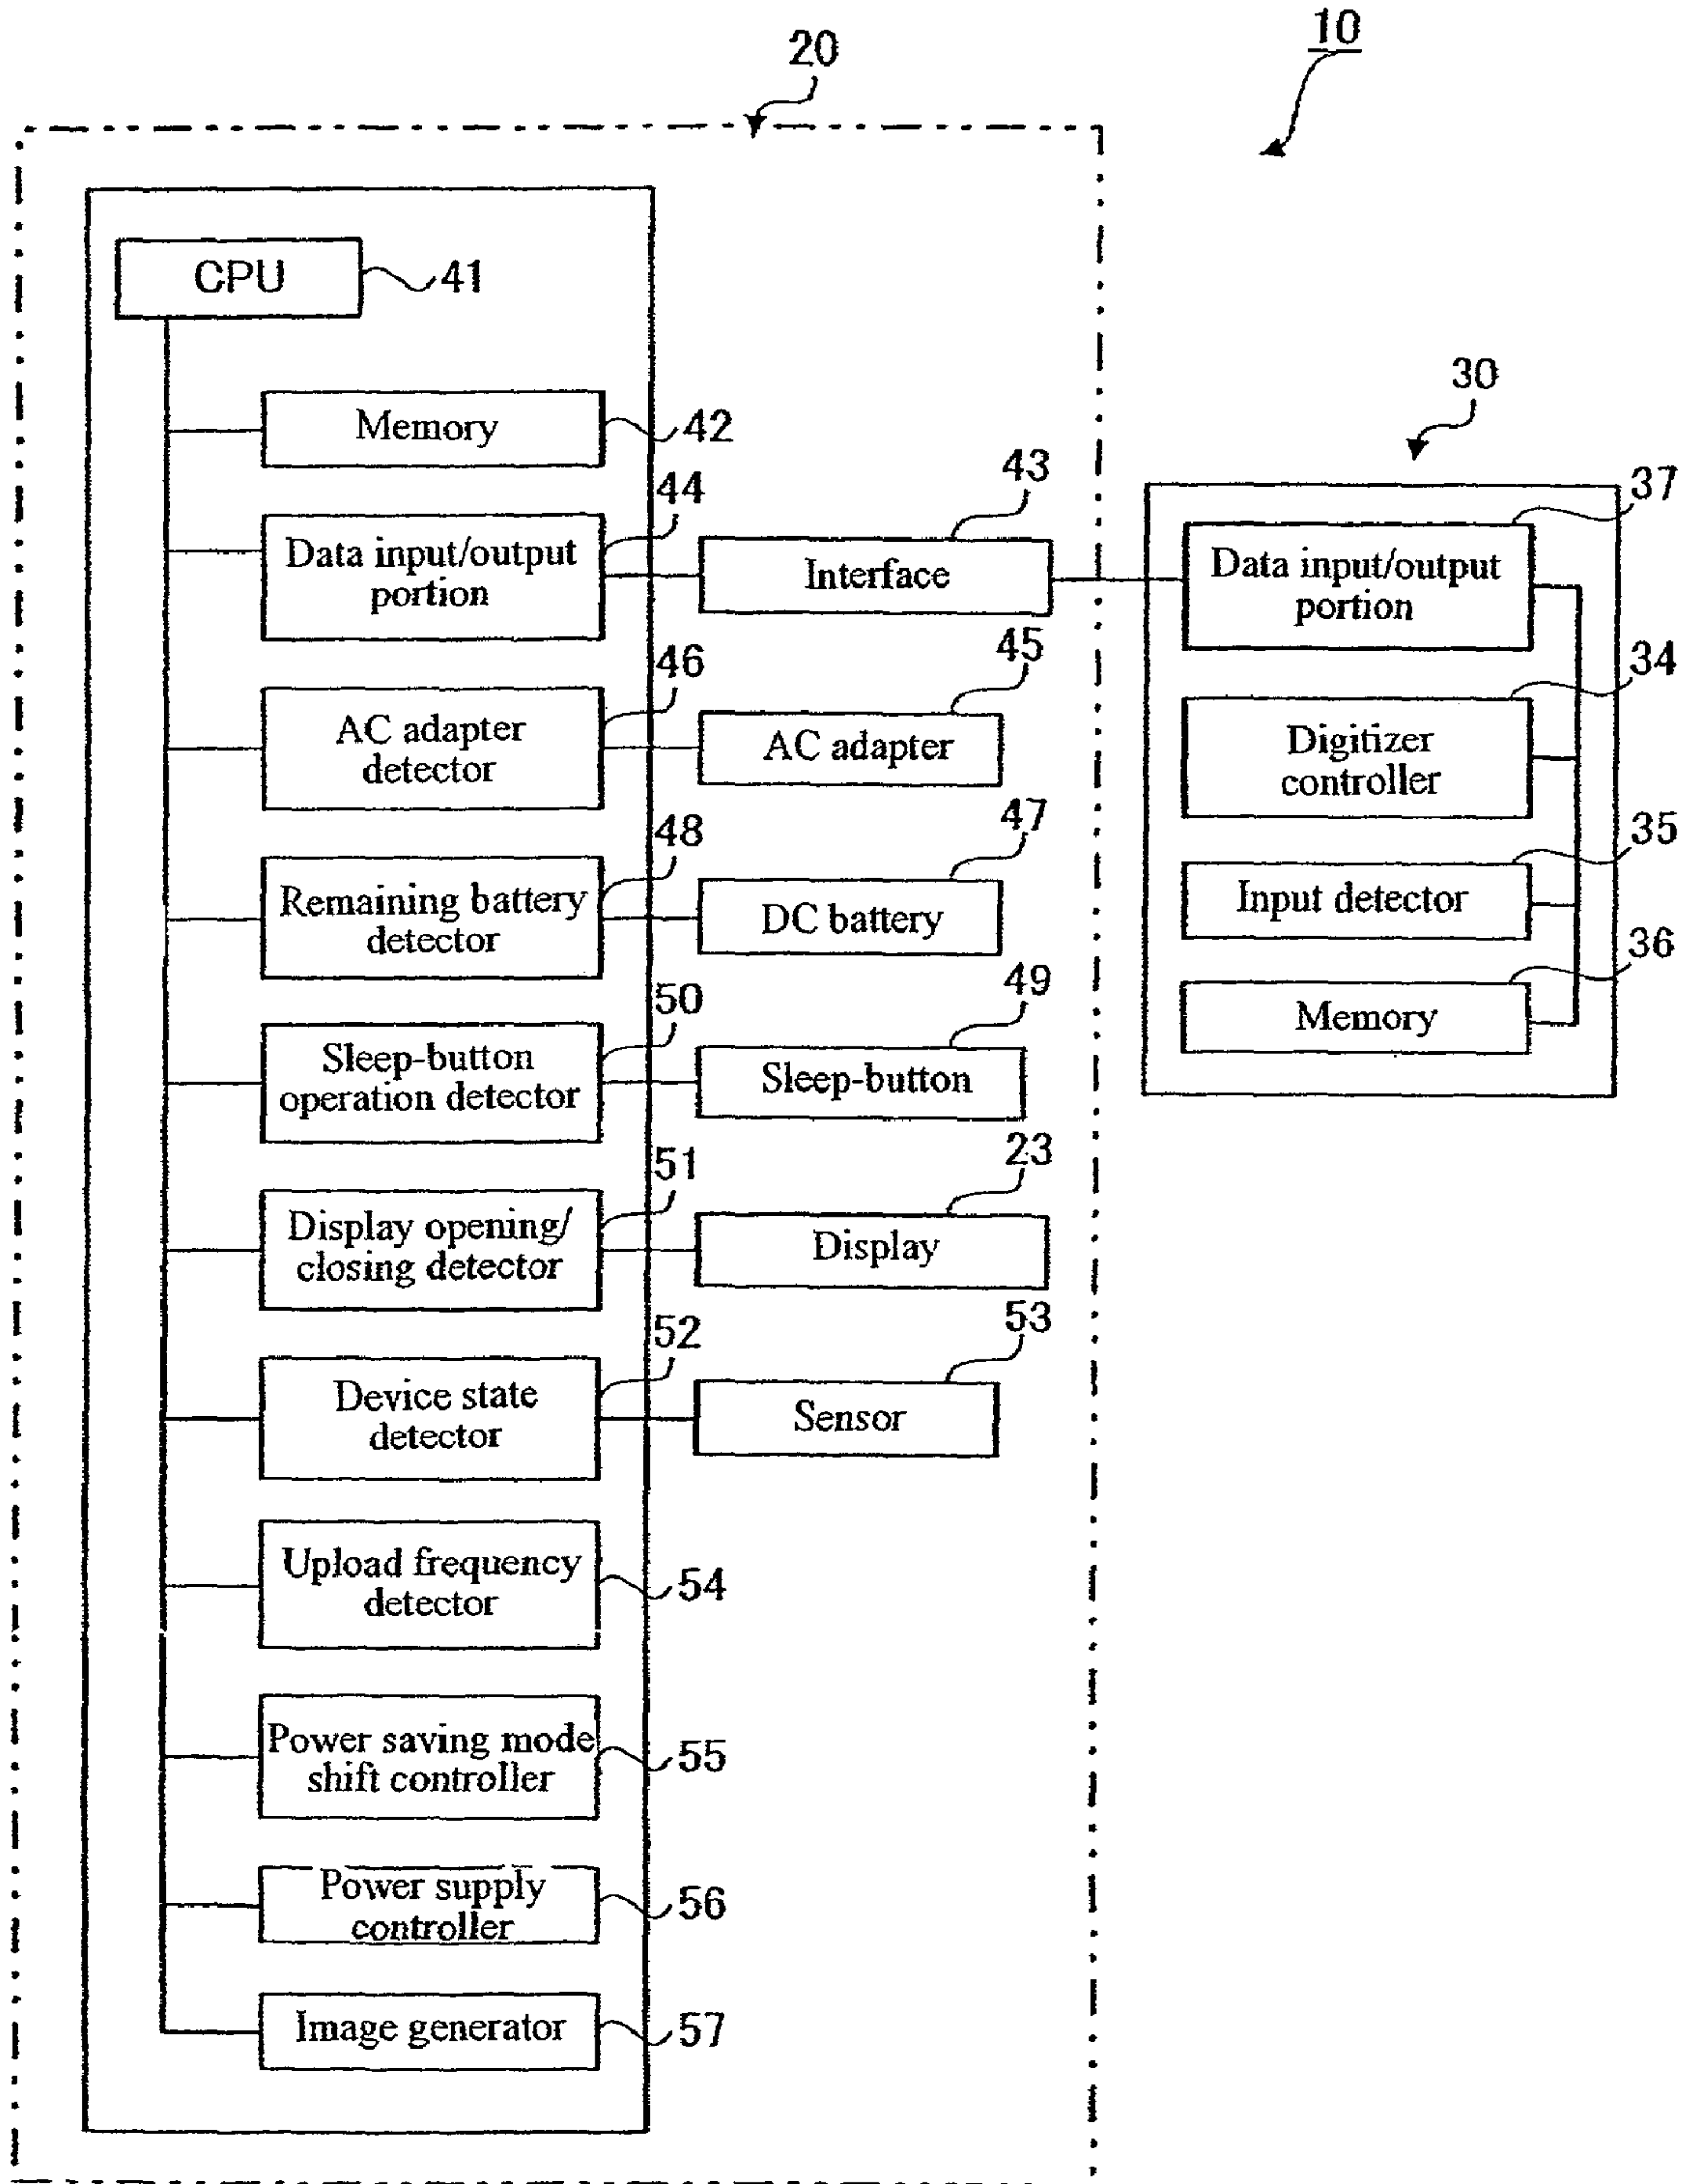 10
20
CPU
41
Memory
42
44
Data input/output
portion
43
Interface
46
AC adapter
detector
45
AC adapter
48
Remaining battery
detector
47
DC battery
50
Sleep-button
operation detector
49
Sleep-button
51
Display opening/
closing detector
23
Display
52
Device state
detector
53
Sensor
Upload frequency
detector
54
Power saving mode
shift controller
55
Power supply
controller
56
Image generator
57
30
37
Data input/output
portion
34
Digitizer
controller
35
Input detector
36
Memory